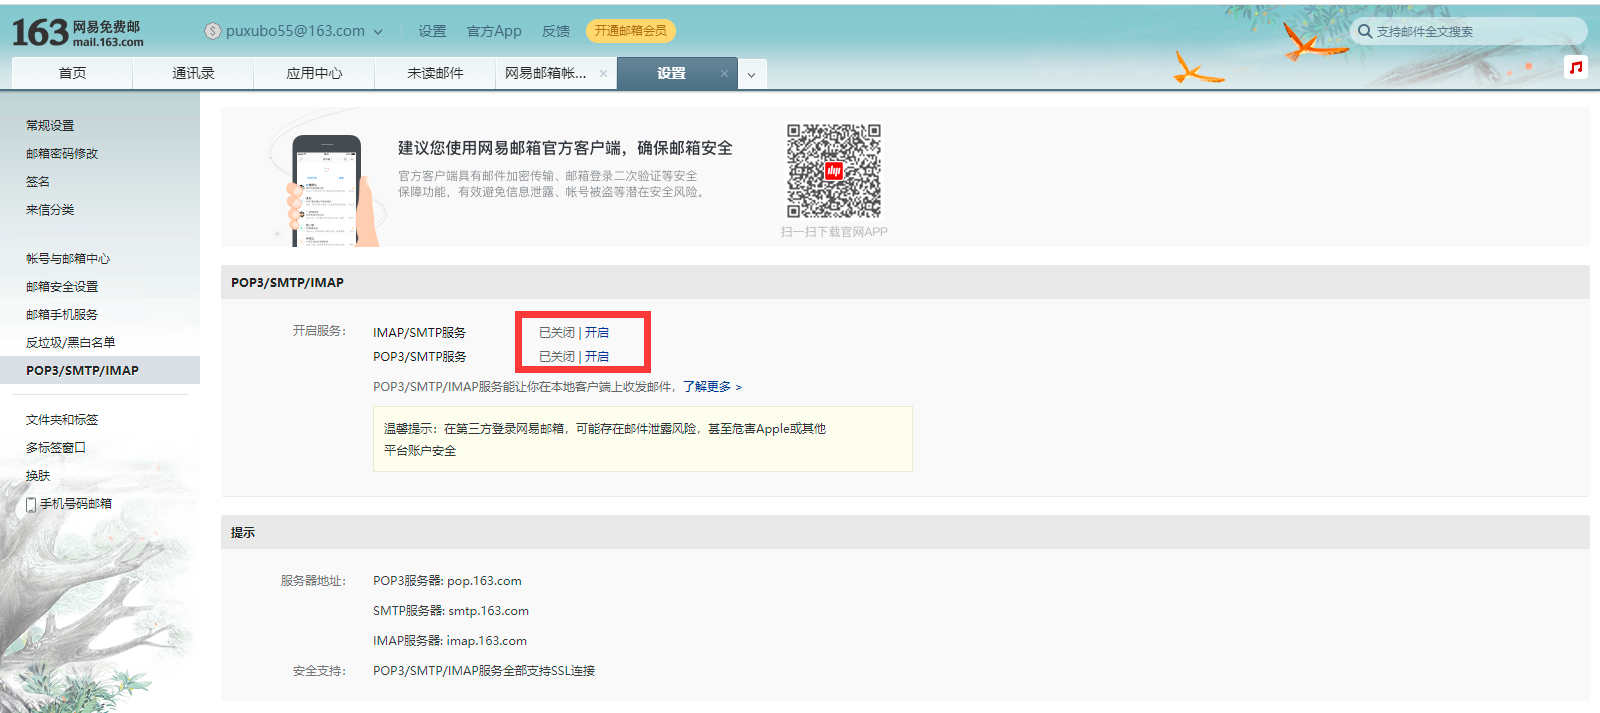 163 网易免费邮
mail.163.com
puxubo55@163.com
设置 官方App 反馈 开通邮箱会员
支持邮件全文搜索
首页 通讯录 应用中心 未读邮件 网易邮箱帐... × 设置 ×
常规设置
邮箱密码修改
签名
来信分类
帐号与邮箱中心
邮箱安全设置
邮箱手机服务
反垃圾/黑白名单
POP3/SMTP/IMAP
文件夹和标签
多标签窗口
换肤
手机号码邮箱
建议您使用网易邮箱官方客户端，确保邮箱安全
官方客户端具有邮件加密传输、邮箱登录二次验证等安全
保障功能，有效避免信息泄露、帐号被盗等潜在安全风险。
扫一扫下载官网APP
POP3/SMTP/IMAP
开启服务： IMAP/SMTP服务 已关闭 | 开启
POP3/SMTP服务 已关闭 | 开启
POP3/SMTP/IMAP服务能让你在本地客户端上收发邮件，了解更多 >
温馨提示：在第三方登录网易邮箱，可能存在邮件泄露风险，甚至危害Apple或其他
平台账户安全
提示
服务器地址： POP3服务器: pop.163.com
SMTP服务器: smtp.163.com
IMAP服务器: imap.163.com
安全支持： POP3/SMTP/IMAP服务全部支持SSL连接